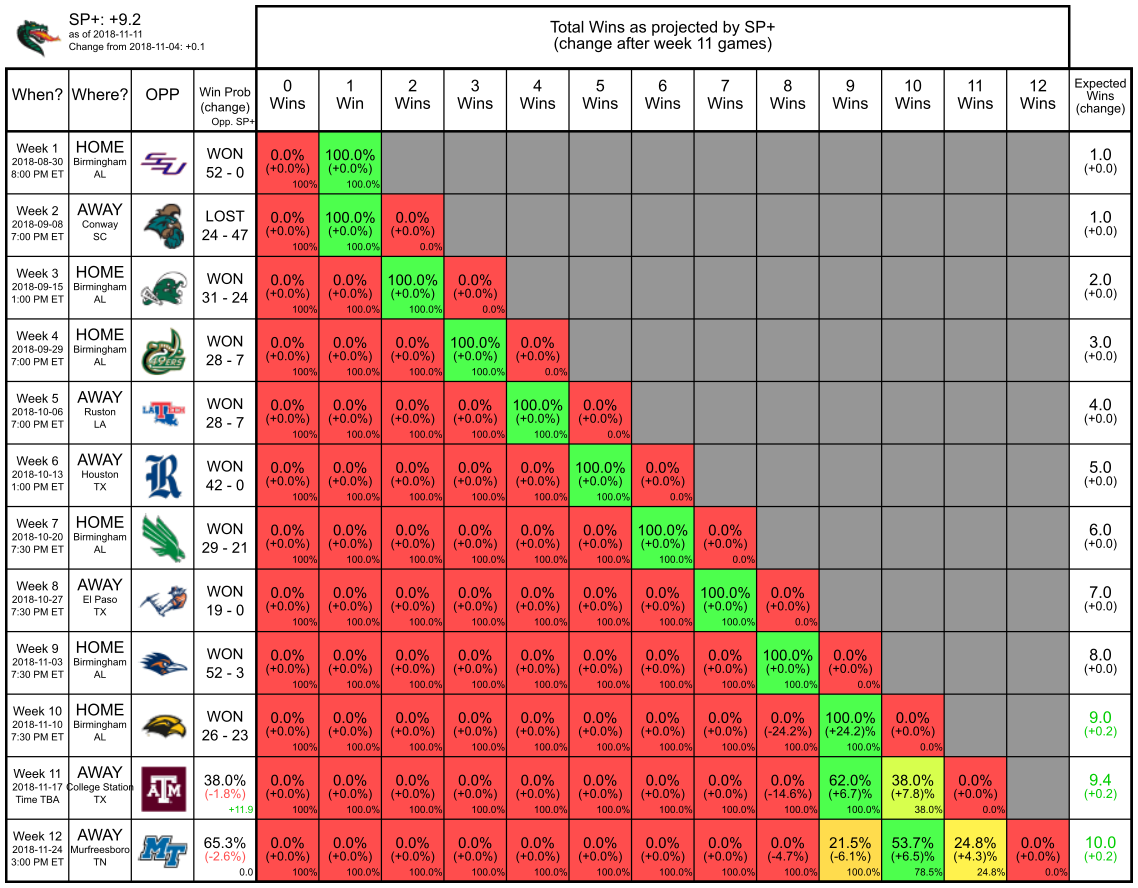 SP+: +9.2
as of 2018-11-11
Change from 2018-11-04: +0.1
Total Wins as projected by SP+
(change after week 11 games)
When? Where? OPP Win Prob 0 1 2 3 4 5 6 7 8 9 10 11 12 Expected
(change) Wins Win Wins Wins Wins Wins Wins Wins Wins Wins Wins Wins Wins Wins
Opp. SP+ (change)
Week 1 HOME WON 0.0% 100.0% 1.0
2018-08-30 Birmingham SSU 52 - 0 (+0.0%) (+0.0%) (+0.0)
8:00 PM ET AL 100% 100.0%
Week 2 AWAY LOST 0.0% 100.0% 0.0% 1.0
2018-09-08 Conway 24 - 47 (+0.0%) (+0.0%) (+0.0%) (+0.0)
7:00 PM ET SC 100% 100.0% 0.0%
Week 3 HOME WON 0.0% 0.0% 100.0% 0.0% 2.0
2018-09-15 Birmingham 31 - 24 (+0.0%) (+0.0%) (+0.0%) (+0.0%) (+0.0)
1:00 PM ET AL 100% 100.0% 100.0% 0.0%
Week 4 HOME WON 0.0% 0.0% 0.0% 100.0% 0.0% 3.0
2018-09-29 Birmingham 49ERS 28 - 7 (+0.0%) (+0.0%) (+0.0%) (+0.0%) (+0.0%) (+0.0)
7:00 PM ET AL 100% 100.0% 100.0% 100.0% 0.0%
Week 5 AWAY WON 0.0% 0.0% 0.0% 0.0% 100.0% 0.0% 4.0
2018-10-06 Ruston LA TECH 28 - 7 (+0.0%) (+0.0%) (+0.0%) (+0.0%) (+0.0%) (+0.0%) (+0.0)
7:00 PM ET LA 100% 100.0% 100.0% 100.0% 100.0% 0.0%
Week 6 AWAY WON 0.0% 0.0% 0.0% 0.0% 0.0% 100.0% 0.0% 5.0
2018-10-13 Houston R 42 - 0 (+0.0%) (+0.0%) (+0.0%) (+0.0%) (+0.0%) (+0.0%) (+0.0%) (+0.0)
1:00 PM ET TX 100% 100.0% 100.0% 100.0% 100.0% 100.0% 0.0%
Week 7 HOME WON 0.0% 0.0% 0.0% 0.0% 0.0% 0.0% 100.0% 0.0% 6.0
2018-10-20 Birmingham 29 - 21 (+0.0%) (+0.0%) (+0.0%) (+0.0%) (+0.0%) (+0.0%) (+0.0%) (+0.0%) (+0.0)
7:30 PM ET AL 100% 100.0% 100.0% 100.0% 100.0% 100.0% 100.0% 0.0%
Week 8 AWAY WON 0.0% 0.0% 0.0% 0.0% 0.0% 0.0% 0.0% 100.0% 0.0% 7.0
2018-10-27 El Paso 19 - 0 (+0.0%) (+0.0%) (+0.0%) (+0.0%) (+0.0%) (+0.0%) (+0.0%) (+0.0%) (+0.0%) (+0.0)
7:30 PM ET TX 100% 100.0% 100.0% 100.0% 100.0% 100.0% 100.0% 100.0% 0.0%
Week 9 HOME WON 0.0% 0.0% 0.0% 0.0% 0.0% 0.0% 0.0% 0.0% 100.0% 0.0% 8.0
2018-11-03 Birmingham 52 - 3 (+0.0%) (+0.0%) (+0.0%) (+0.0%) (+0.0%) (+0.0%) (+0.0%) (+0.0%) (+0.0%) (+0.0%) (+0.0)
7:30 PM ET AL 100% 100.0% 100.0% 100.0% 100.0% 100.0% 100.0% 100.0% 100.0% 0.0%
Week 10 HOME WON 0.0% 0.0% 0.0% 0.0% 0.0% 0.0% 0.0% 0.0% 0.0% 100.0% 0.0% 9.0
2018-11-10 Birmingham 26 - 23 (+0.0%) (+0.0%) (+0.0%) (+0.0%) (+0.0%) (+0.0%) (+0.0%) (+0.0%) (-24.2%) (+24.2)% (+0.0%) (+0.2)
7:30 PM ET AL 100% 100.0% 100.0% 100.0% 100.0% 100.0% 100.0% 100.0% 100.0% 100.0% 0.0%
Week 11 AWAY 38.0% 0.0% 0.0% 0.0% 0.0% 0.0% 0.0% 0.0% 0.0% 0.0% 62.0% 38.0% 0.0% 9.4
2018-11-17 College Station ATM (-1.8%) (+0.0%) (+0.0%) (+0.0%) (+0.0%) (+0.0%) (+0.0%) (+0.0%) (+0.0%) (-14.6%) (+6.7)% (+7.8)% (+0.0%) (+0.2)
Time TBA TX +11.9 100% 100.0% 100.0% 100.0% 100.0% 100.0% 100.0% 100.0% 100.0% 100.0% 38.0% 0.0%
Week 12 AWAY 65.3% 0.0% 0.0% 0.0% 0.0% 0.0% 0.0% 0.0% 0.0% 0.0% 21.5% 53.7% 24.8% 0.0% 10.0
2018-11-24 Murfreesboro MT (-2.6%) (+0.0%) (+0.0%) (+0.0%) (+0.0%) (+0.0%) (+0.0%) (+0.0%) (+0.0%) (-4.7%) (-6.1%) (+6.5)% (+4.3)% (+0.0%) (+0.2)
3:00 PM ET TN 0.0 100% 100.0% 100.0% 100.0% 100.0% 100.0% 100.0% 100.0% 100.0% 100.0% 78.5% 24.8% 0.0%